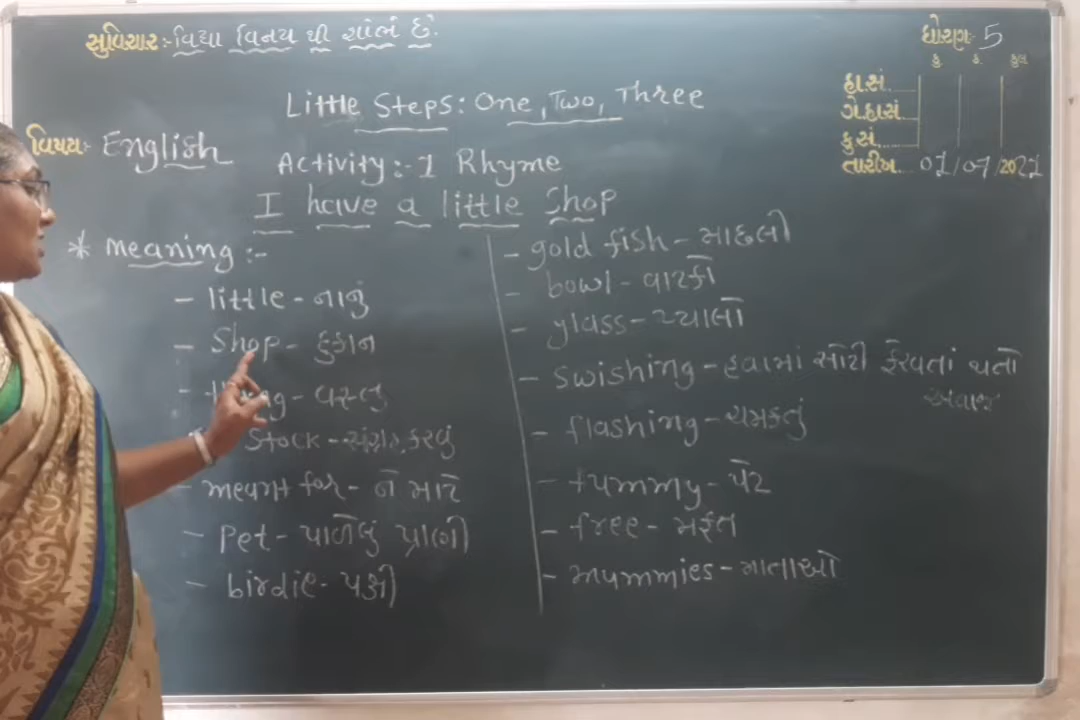 સુવિચાર:- વિદ્યા વિનય થી શોભે છે.
ધોરણ:- 5
કુ ક કુલ
Little Steps: One, Two, Three
હા.સં.....
ગે.હા.સં
કુ.સં......
તારીખ.... 01/07/2021
વિષય:- English
Activity:- 1 Rhyme
I have a little Shop
* meaning :-
- little - નાનું
- Shop - દુકાન
- વસ્તુ
Stock - સંગ્રહ કરવું
- meant for - ને માટે
- Pet - પાળેલું પ્રાણી
- birdie - પક્ષી
- gold fish - માછલી
- bowl - વાટકો
- glass - પ્યાલો
- swishing - હવામાં સોટી ફેરવતાં થતો
અવાજ
- flashing - ચમકતું
- tummy - પેટ
- free - મફત
- mummies - માતાઓ